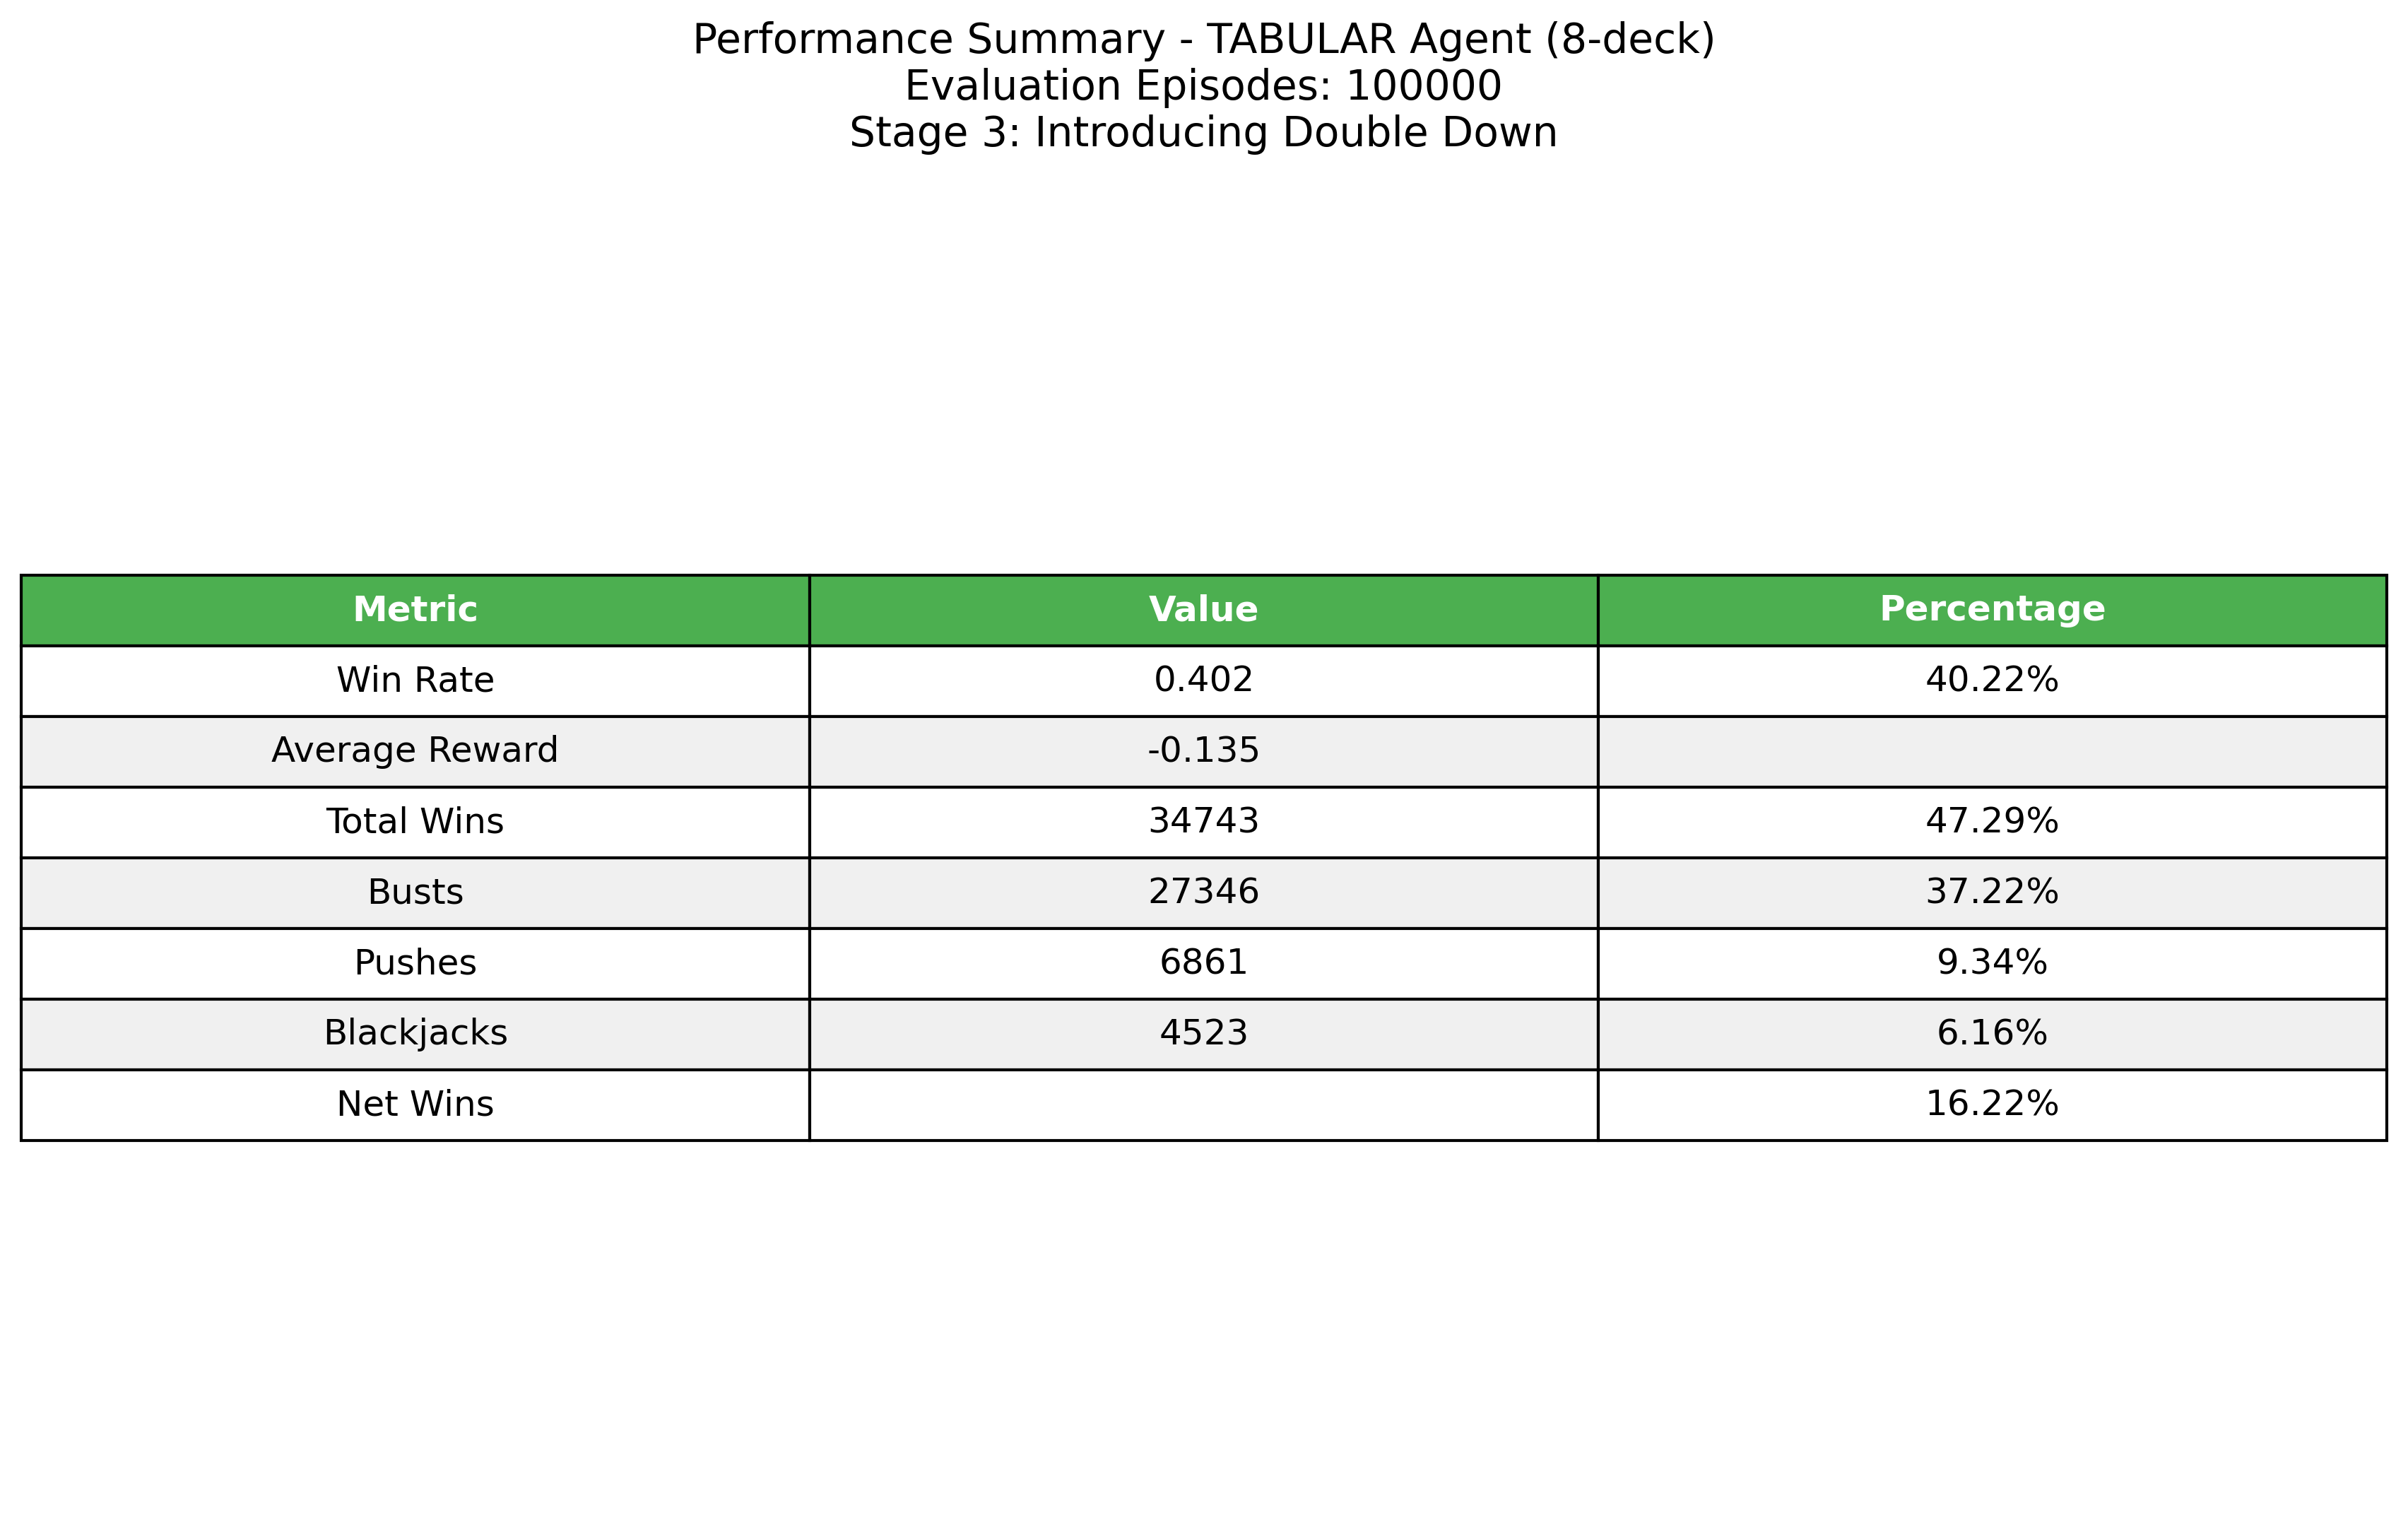 Performance Summary - TABULAR Agent (8-deck)
Evaluation Episodes: 100000
Stage 3: Introducing Double Down
Metric Value Percentage
Win Rate 0.402 40.22%
Average Reward -0.135
Total Wins 34743 47.29%
Busts 27346 37.22%
Pushes 6861 9.34%
Blackjacks 4523 6.16%
Net Wins 16.22%